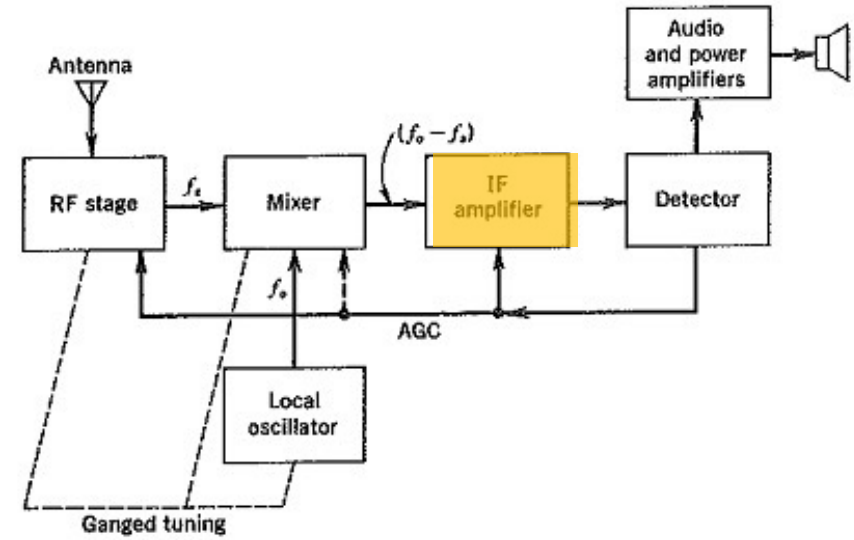 Audio
and power
amplifiers
Antenna
(fo − fs)
RF stage
fs
Mixer
IF
amplifier
Detector
fo
AGC
Local
oscillator
Ganged tuning